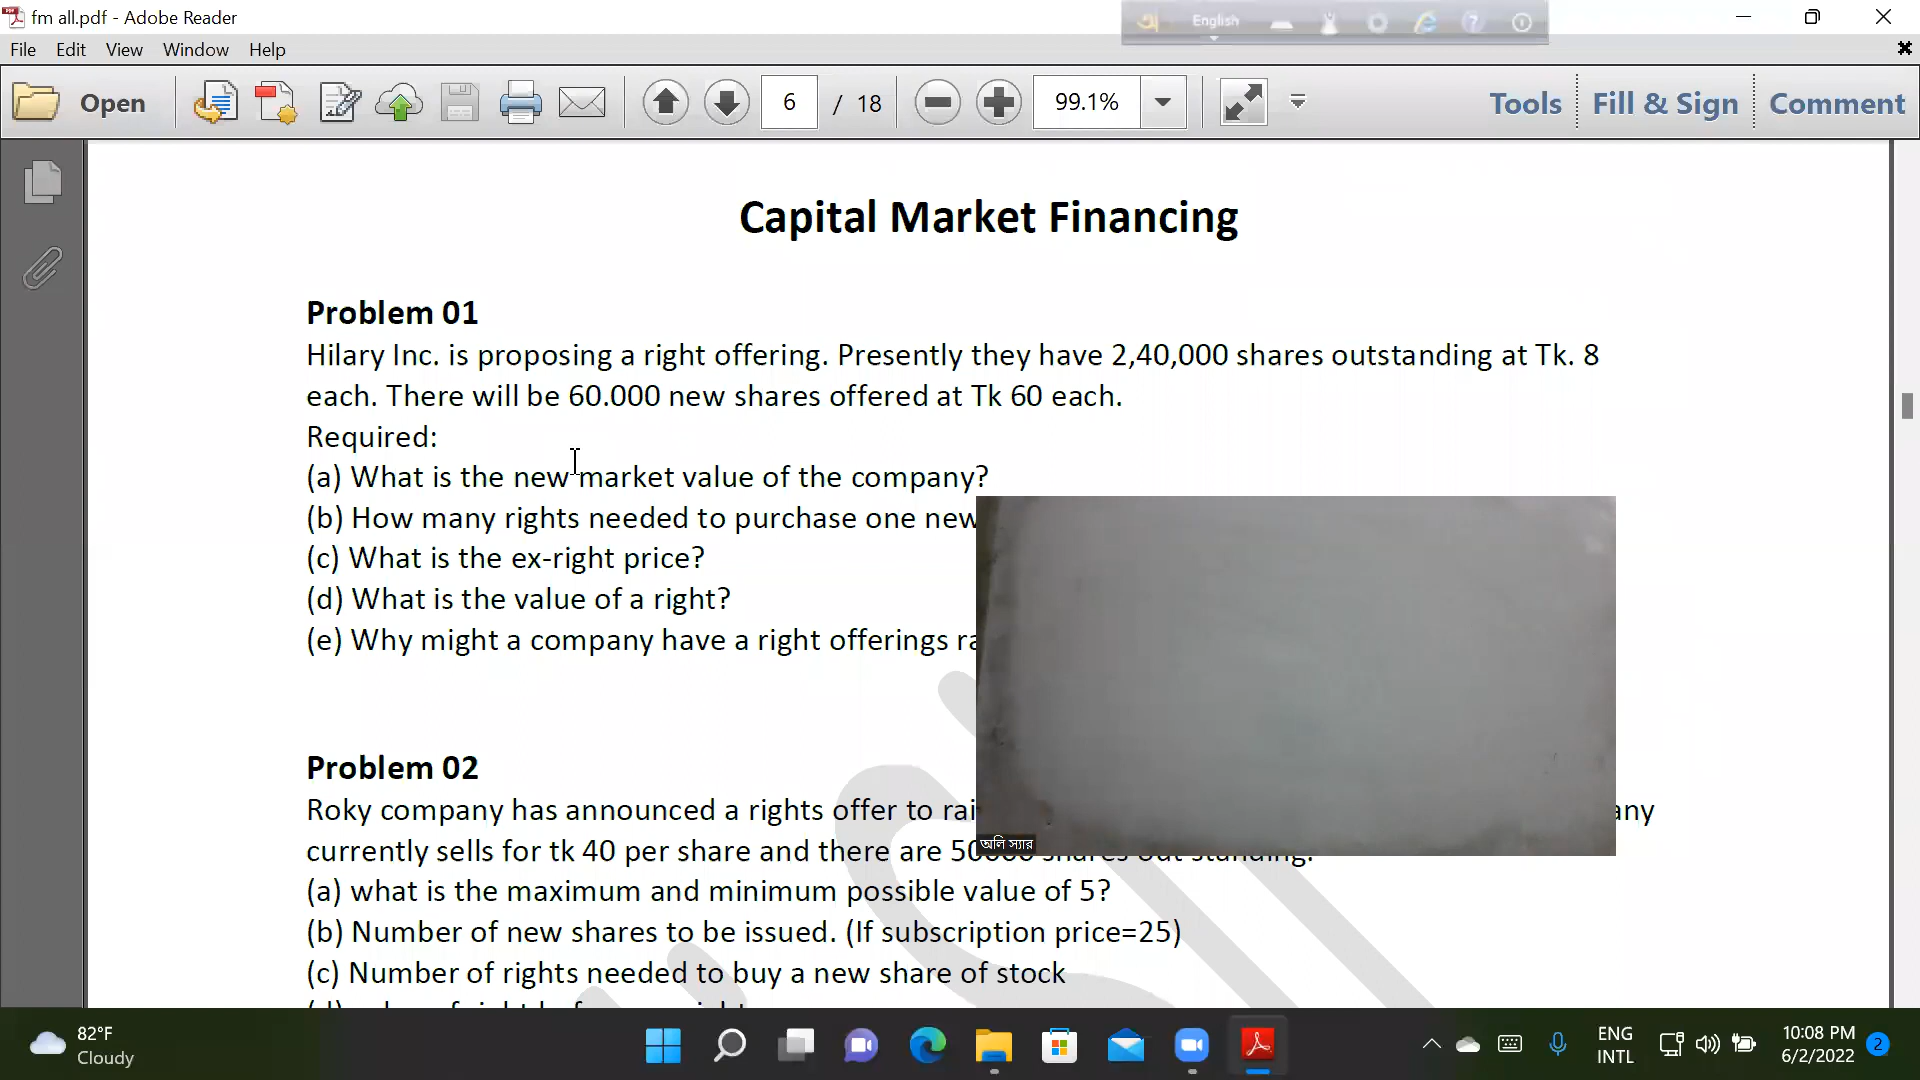 fm all.pdf - Adobe Reader
English
File Edit View Window Help
Open
6 / 18
99.1%
Tools Fill & Sign Comment
Capital Market Financing
Problem 01
Hilary Inc. is proposing a right offering. Presently they have 2,40,000 shares outstanding at Tk. 8
each. There will be 60.000 new shares offered at Tk 60 each.
Required:
(a) What is the new market value of the company?
(b) How many rights needed to purchase one new
(c) What is the ex-right price?
(d) What is the value of a right?
(e) Why might a company have a right offerings
Problem 02
Roky company has announced a rights offer to
currently sells for tk 40 per share and there are 50000 shares out standing.
(a) what is the maximum and minimum possible value of 5?
(b) Number of new shares to be issued. (If subscription price=25)
(c) Number of rights needed to buy a new share of stock
অলি স্যার
82°F
Cloudy
ENG
INTL
10:08 PM
6/2/2022
2